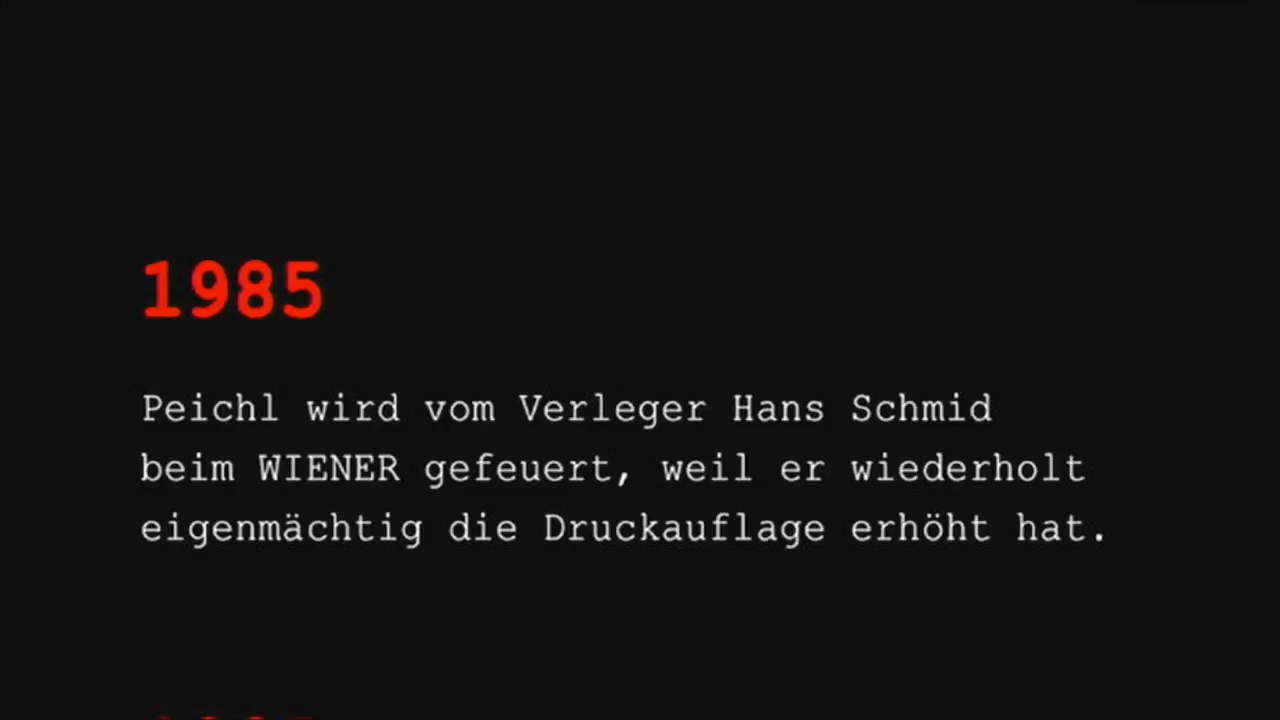 1985
Peichl wird vom Verleger Hans Schmid
beim WIENER gefeuert, weil er wiederholt
eigenmächtig die Druckauflage erhöht hat.